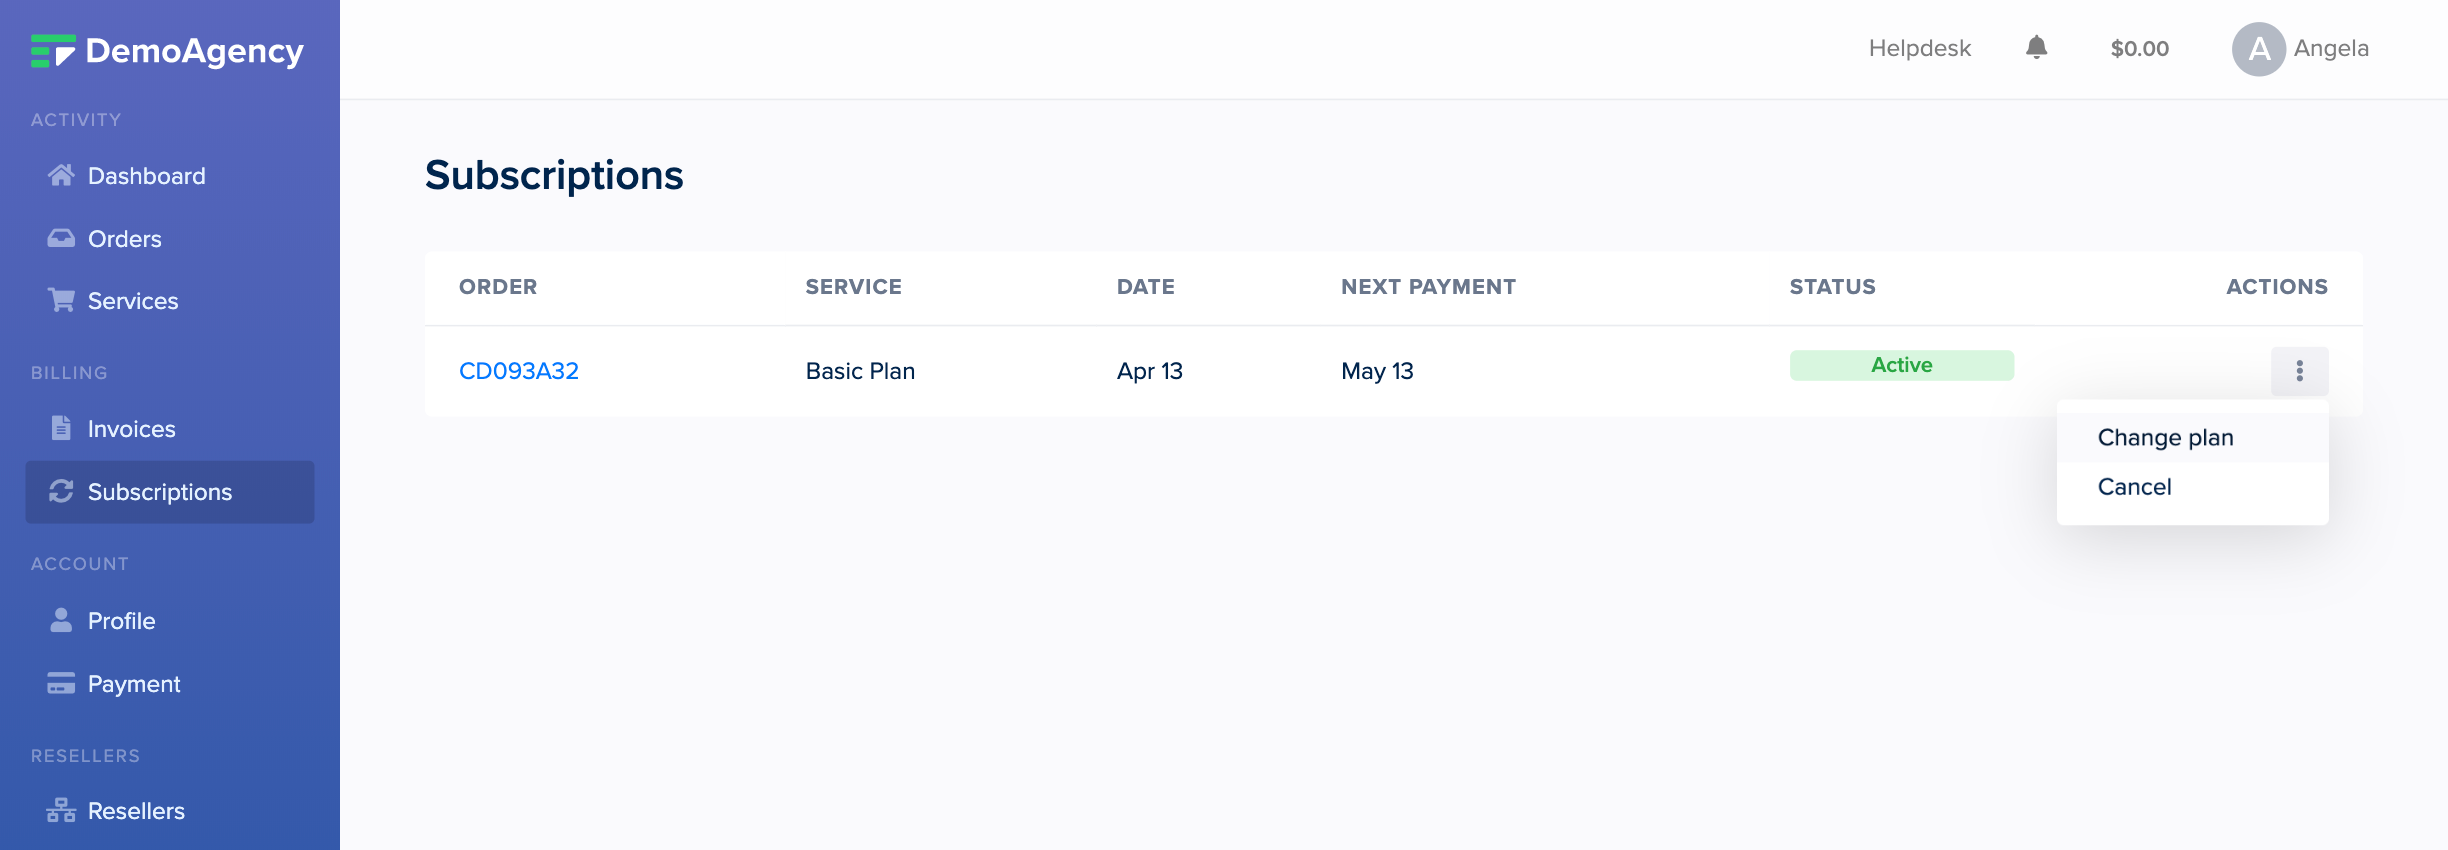 DemoAgency
ACTIVITY
Dashboard
Orders
Services
BILLING
Invoices
Subscriptions
ACCOUNT
Profile
Payment
RESELLERS
Resellers
Helpdesk $0.00 A Angela
Subscriptions
ORDER SERVICE DATE NEXT PAYMENT STATUS ACTIONS
CD093A32 Basic Plan Apr 13 May 13 Active
Change plan
Cancel